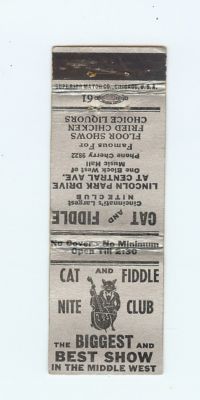 SUPERIOR MATCH CO., CHICAGO, U.S.A.
61
CAT AND FIDDLE
Cincinnati's Largest
NITE CLUB
LINCOLN PARK DRIVE
AT CENTRAL AVE.
One Block West of
Music Hall
Phone Cherry 9822
Famous For
FLOOR SHOWS
FRIED CHICKEN
CHOICE LIQUORS
No Cover - No Minimum
Open Till 2:30
CAT AND FIDDLE
NITE CLUB
THE BIGGEST AND
BEST SHOW
IN THE MIDDLE WEST